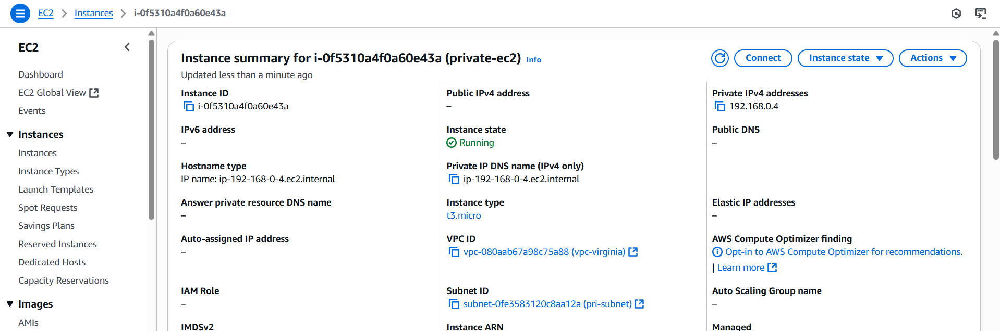 EC2 > Instances > i-0f5310a4f0a60e43a
EC2
Dashboard
EC2 Global View
Events
Instances
Instances
Instance Types
Launch Templates
Spot Requests
Savings Plans
Reserved Instances
Dedicated Hosts
Capacity Reservations
Images
AMIs
Instance summary for i-0f5310a4f0a60e43a (private-ec2) Info
Updated less than a minute ago
Connect
Instance state
Actions
Instance ID
i-0f5310a4f0a60e43a
Public IPv4 address
–
Private IPv4 addresses
192.168.0.4
IPv6 address
–
Instance state
Running
Public DNS
–
Hostname type
IP name: ip-192-168-0-4.ec2.internal
Private IP DNS name (IPv4 only)
ip-192-168-0-4.ec2.internal
Answer private resource DNS name
–
Instance type
t3.micro
Elastic IP addresses
–
Auto-assigned IP address
–
VPC ID
vpc-080aab67a98c75a88 (vpc-virginia)
AWS Compute Optimizer finding
Opt-in to AWS Compute Optimizer for recommendations.
| Learn more
IAM Role
–
Subnet ID
subnet-0fe3583120c8aa12a (pri-subnet)
Auto Scaling Group name
–
IMDSv2
Instance ARN
Managed